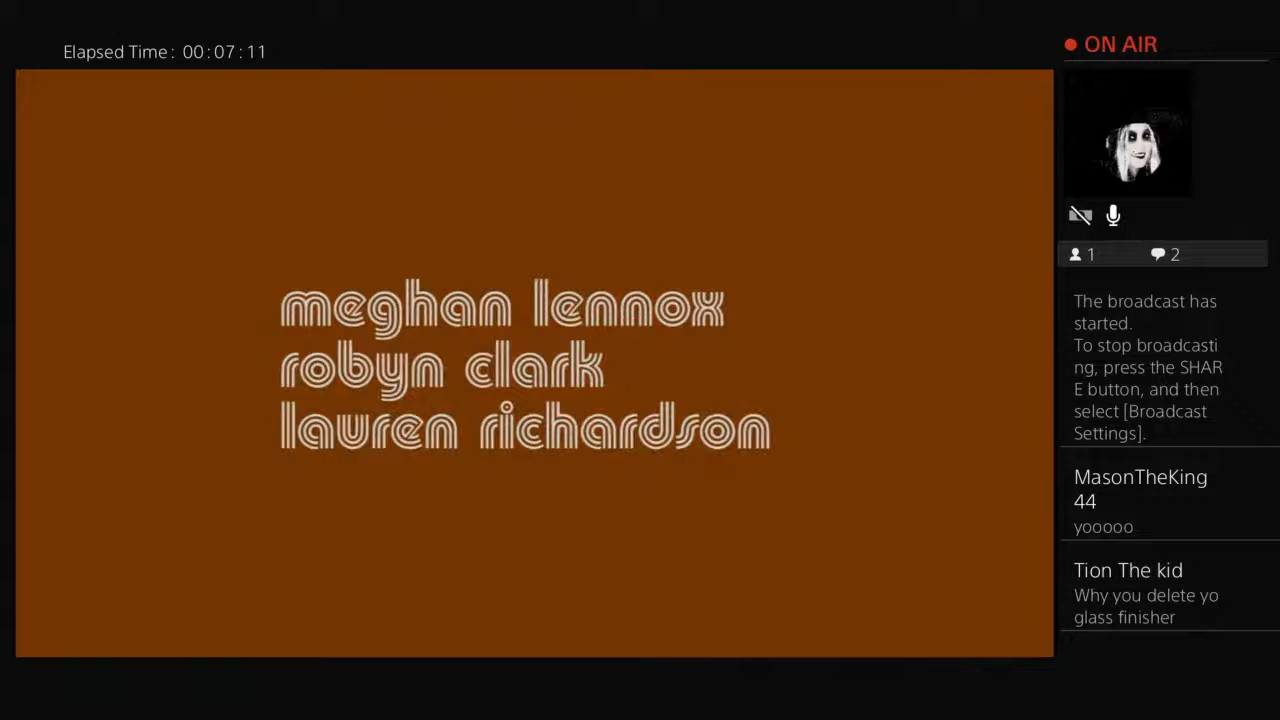 Elapsed Time: 00:07:11
ON AIR
meghan lennox
robyn clark
lauren richardson
1
2
The broadcast has
started.
To stop broadcasti
ng, press the SHAR
E button, and then
select [Broadcast
Settings].
MasonTheKing
44
yooooo
Tion The kid
Why you delete yo
glass finisher